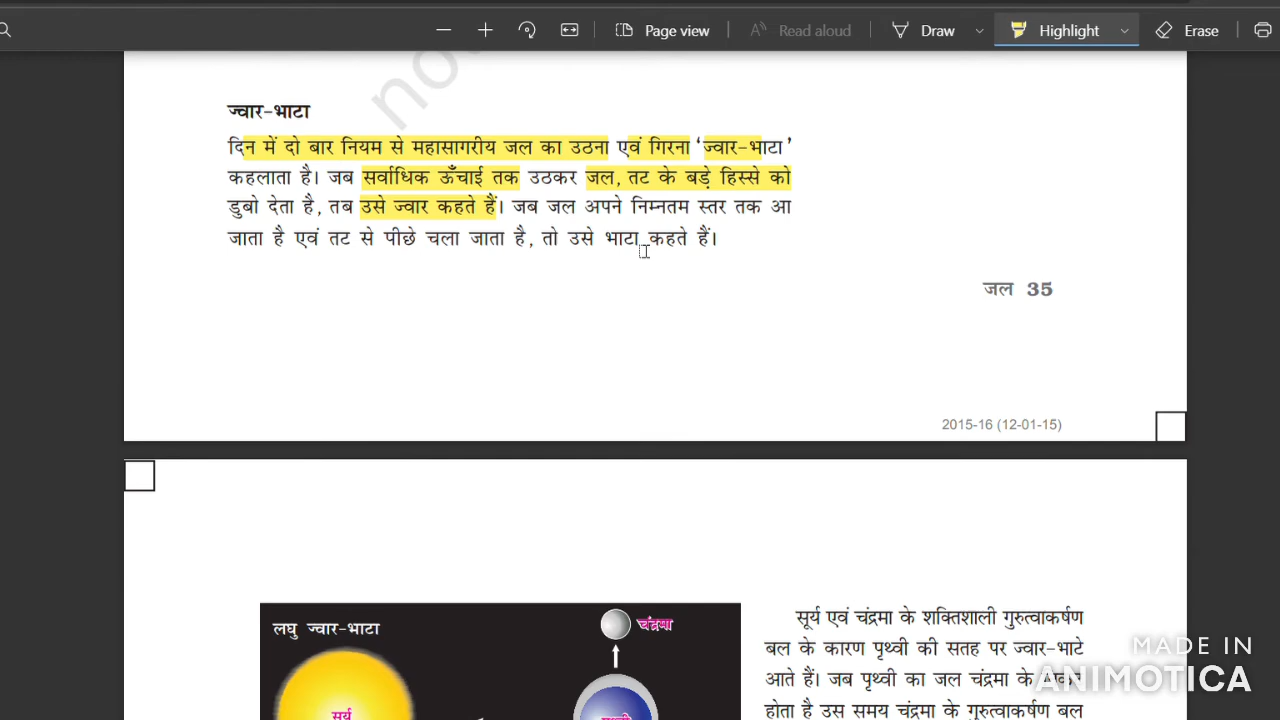 Page view
Read aloud
Draw
Highlight
Erase
no
ज्वार-भाटा
दिन में दो बार नियम से महासागरीय जल का उठना एवं गिरना ‘ज्वार-भाटा’
कहलाता है। जब सर्वाधिक ऊँचाई तक उठकर जल, तट के बड़े हिस्से को
डुबो देता है, तब उसे ज्वार कहते हैं। जब जल अपने निम्नतम स्तर तक आ
जाता है एवं तट से पीछे चला जाता है, तो उसे भाटा कहते हैं।
जल 35
2015-16 (12-01-15)
लघु ज्वार-भाटा
चंद्रमा
सूर्य
सूर्य एवं चंद्रमा के शक्तिशाली गुरुत्वाकर्षण
बल के कारण पृथ्वी की सतह पर ज्वार-भाटे
आते हैं। जब पृथ्वी का जल चंद्रमा के
होता है उस समय चंद्रमा के गुरुत्वाकर्षण बल
MADE IN
ANIMOTICA